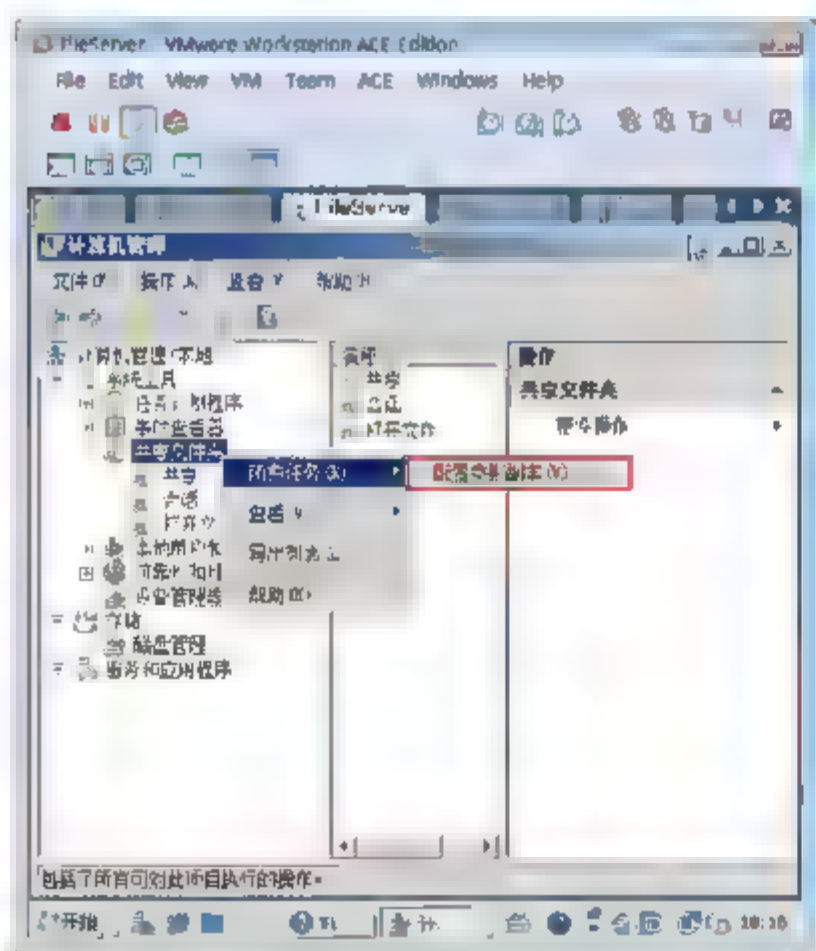 FileServer VMware Workstation ACE Edition
File Edit View VM Team ACE Windows Help
FileServe
计算机管理
文件 操作 查看 帮助
计算机管理 本地
系统工具
任务计划程序
事件查看器
共享文件夹
共享
会话
打开文
本地用户和
设备管理器
存储
磁盘管理
服务和应用程序
名称
共享
会话
打开文件
操作
共享文件夹
更多操作
所有任务(K)
配置卷影副本(V)
查看 V
导出列表 L
帮助(H)
包括了所有可对此项目执行的操作。
开始